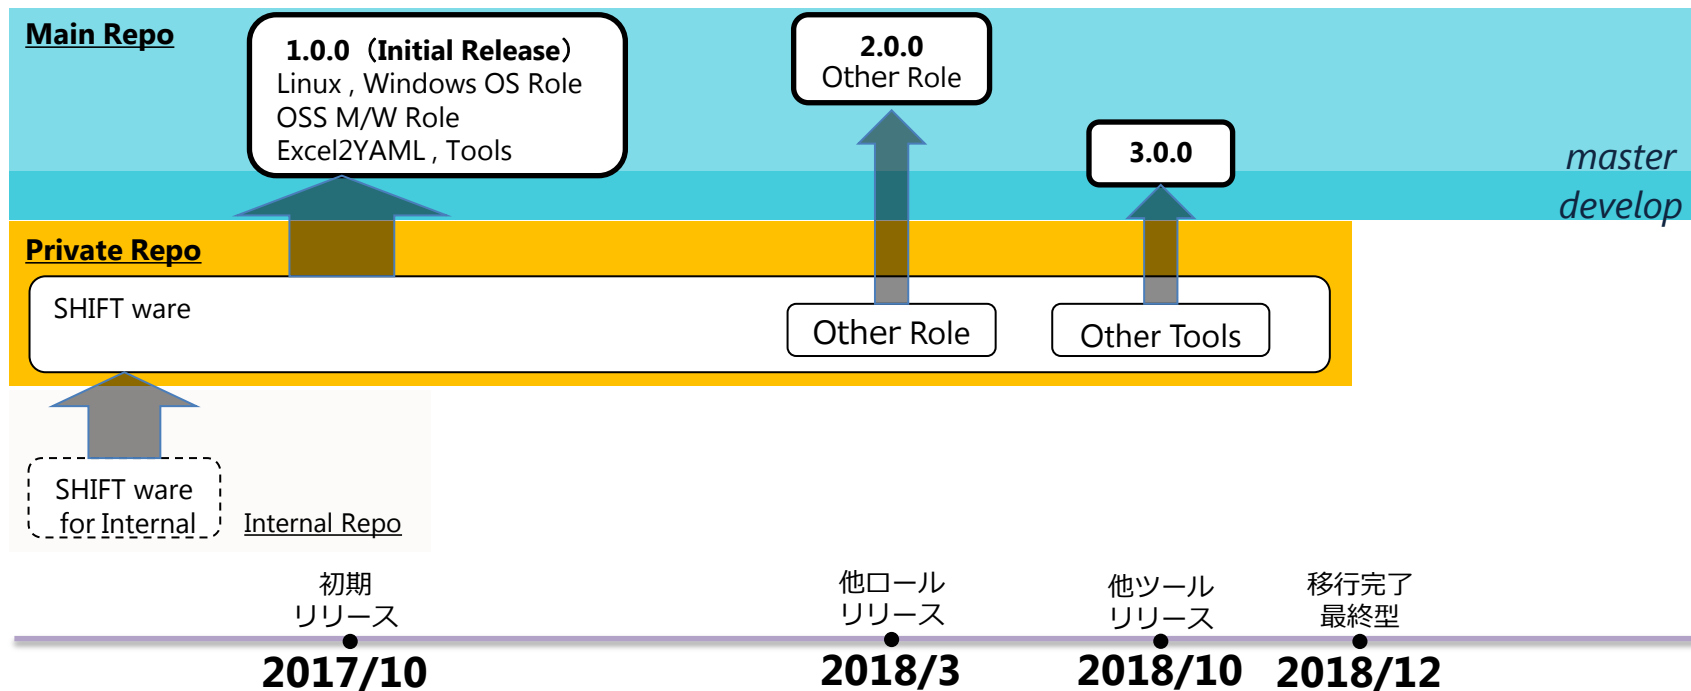 Main Repo
1.0.0（Initial Release）
Linux , Windows OS Role
OSS M/W Role
Excel2YAML , Tools
2.0.0
Other Role
3.0.0
master
develop
Private Repo
SHIFT ware
Other Role
Other Tools
SHIFT ware
for Internal
Internal Repo
初期
リリース
2017/10
他ロール
リリース
2018/3
他ツール
リリース
2018/10
移行完了
最終型
2018/12